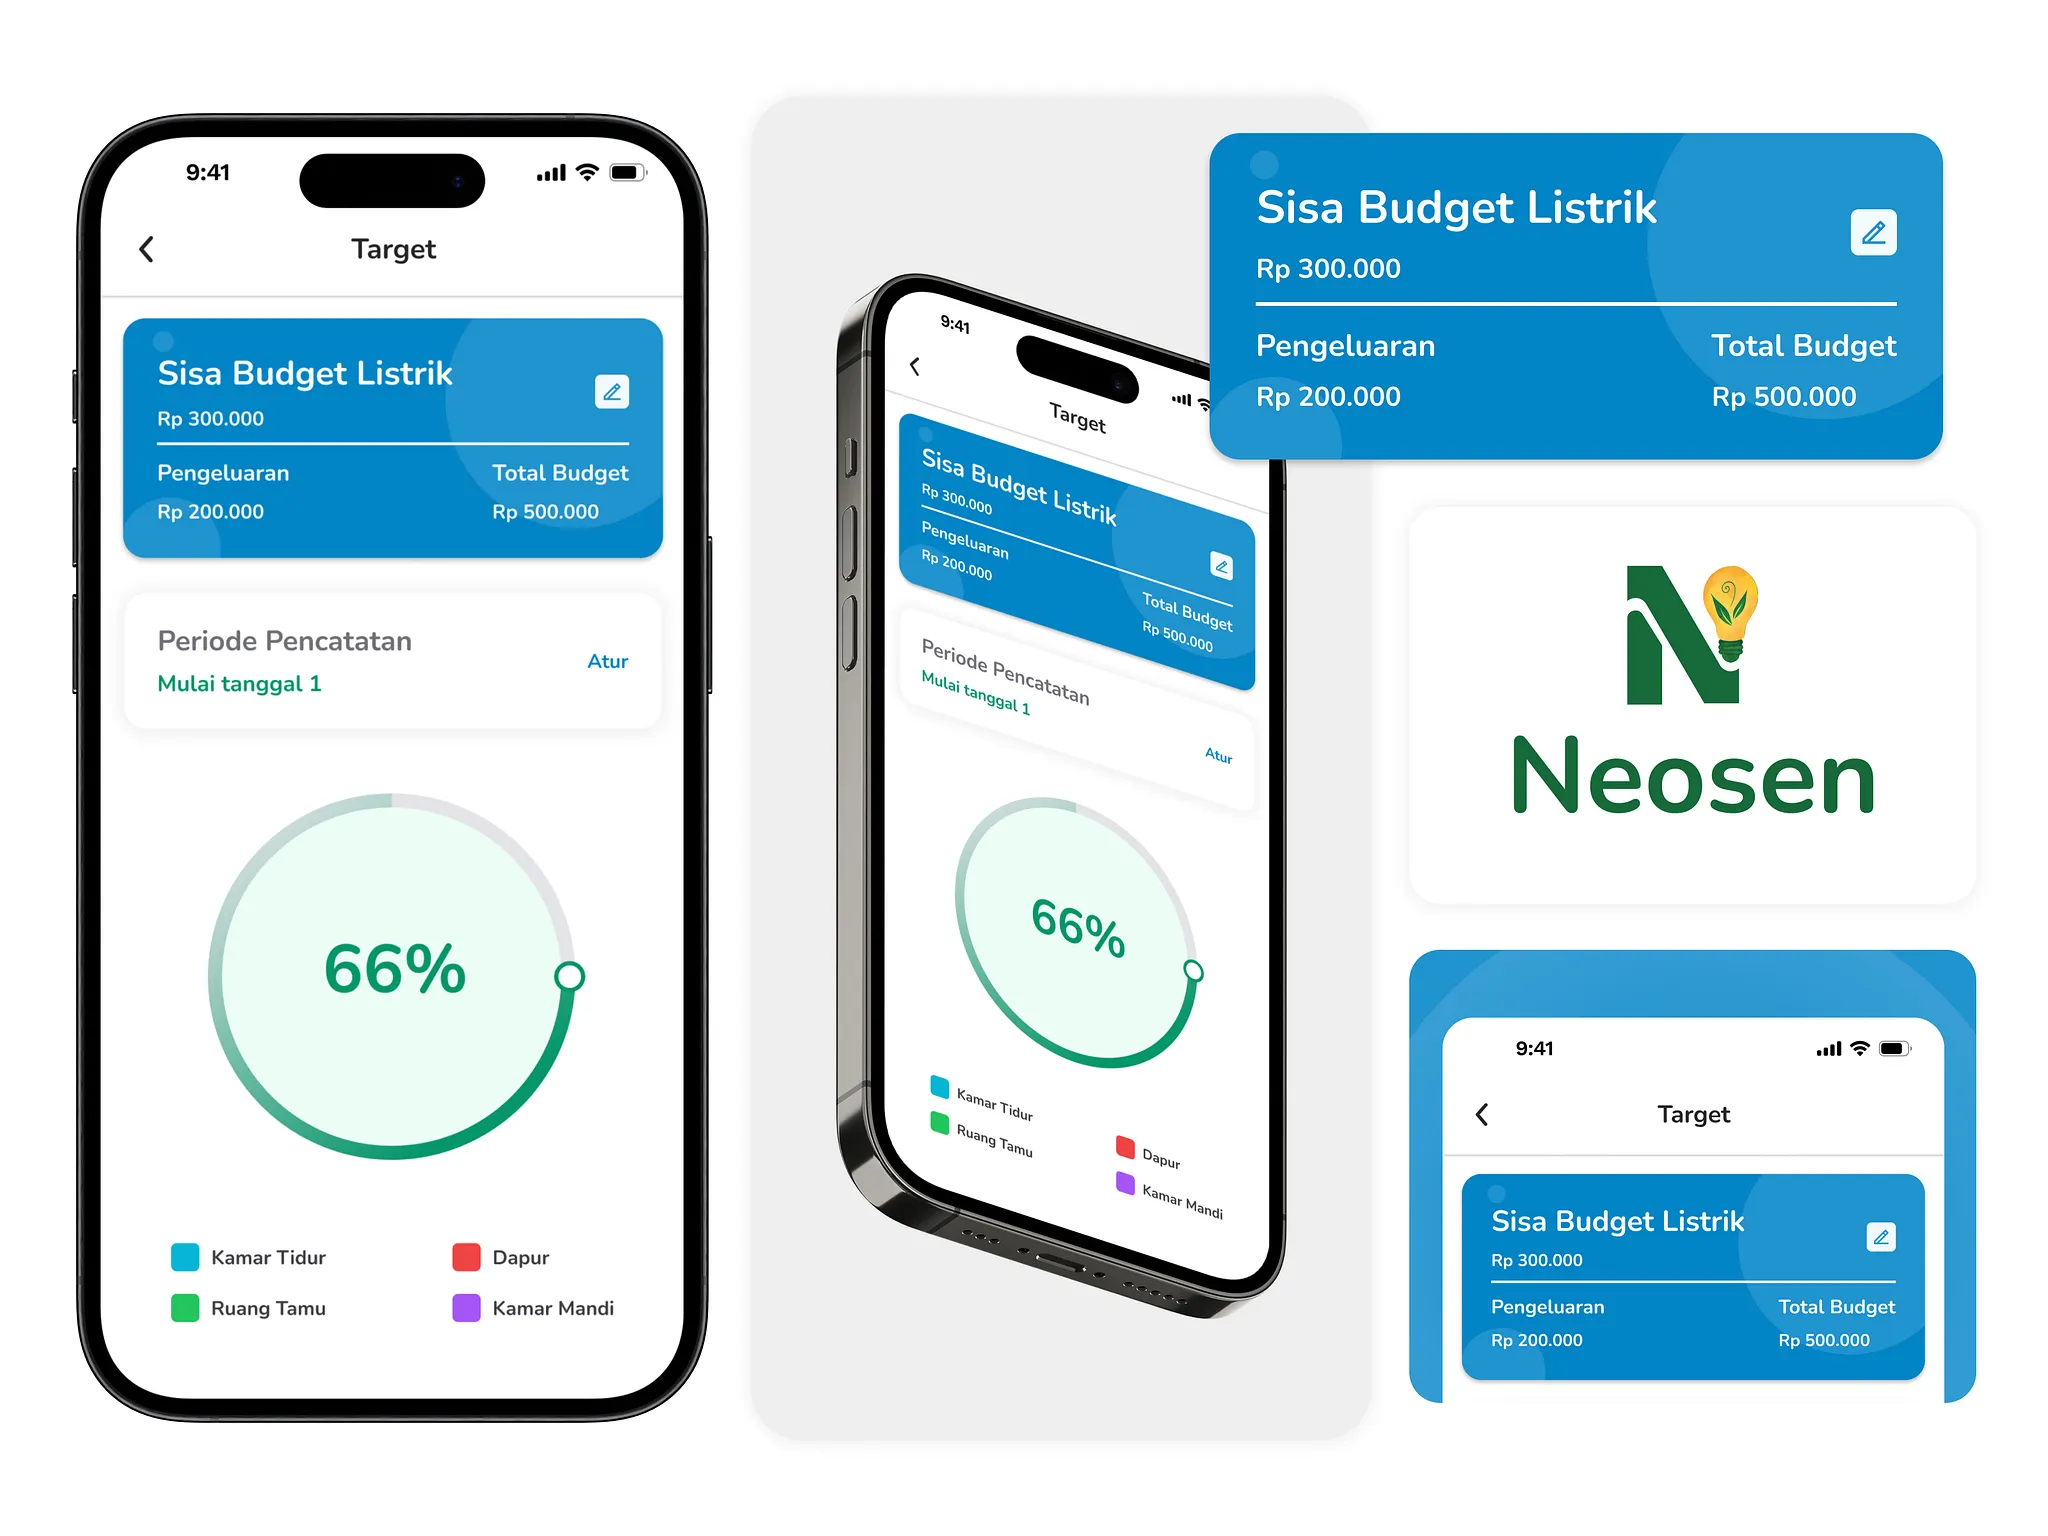 9:41
Target
Sisa Budget Listrik
Rp 300.000
Pengeluaran
Total Budget
Rp 200.000
Rp 500.000
Periode Pencatatan
Mulai tanggal 1
Atur
66%
Kamar Tidur
Dapur
Ruang Tamu
Kamar Mandi
9:41
Target
Sisa Budget Listrik
Rp 300.000
Pengeluaran
Rp 200.000
Total Budget
Rp 500.000
Periode Pencatatan
Mulai tanggal 1
Atur
66%
Kamar Tidur
Ruang Tamu
Dapur
Kamar Mandi
Sisa Budget Listrik
Rp 300.000
Pengeluaran
Total Budget
Rp 200.000
Rp 500.000
Neosen
9:41
Target
Sisa Budget Listrik
Rp 300.000
Pengeluaran
Total Budget
Rp 200.000
Rp 500.000